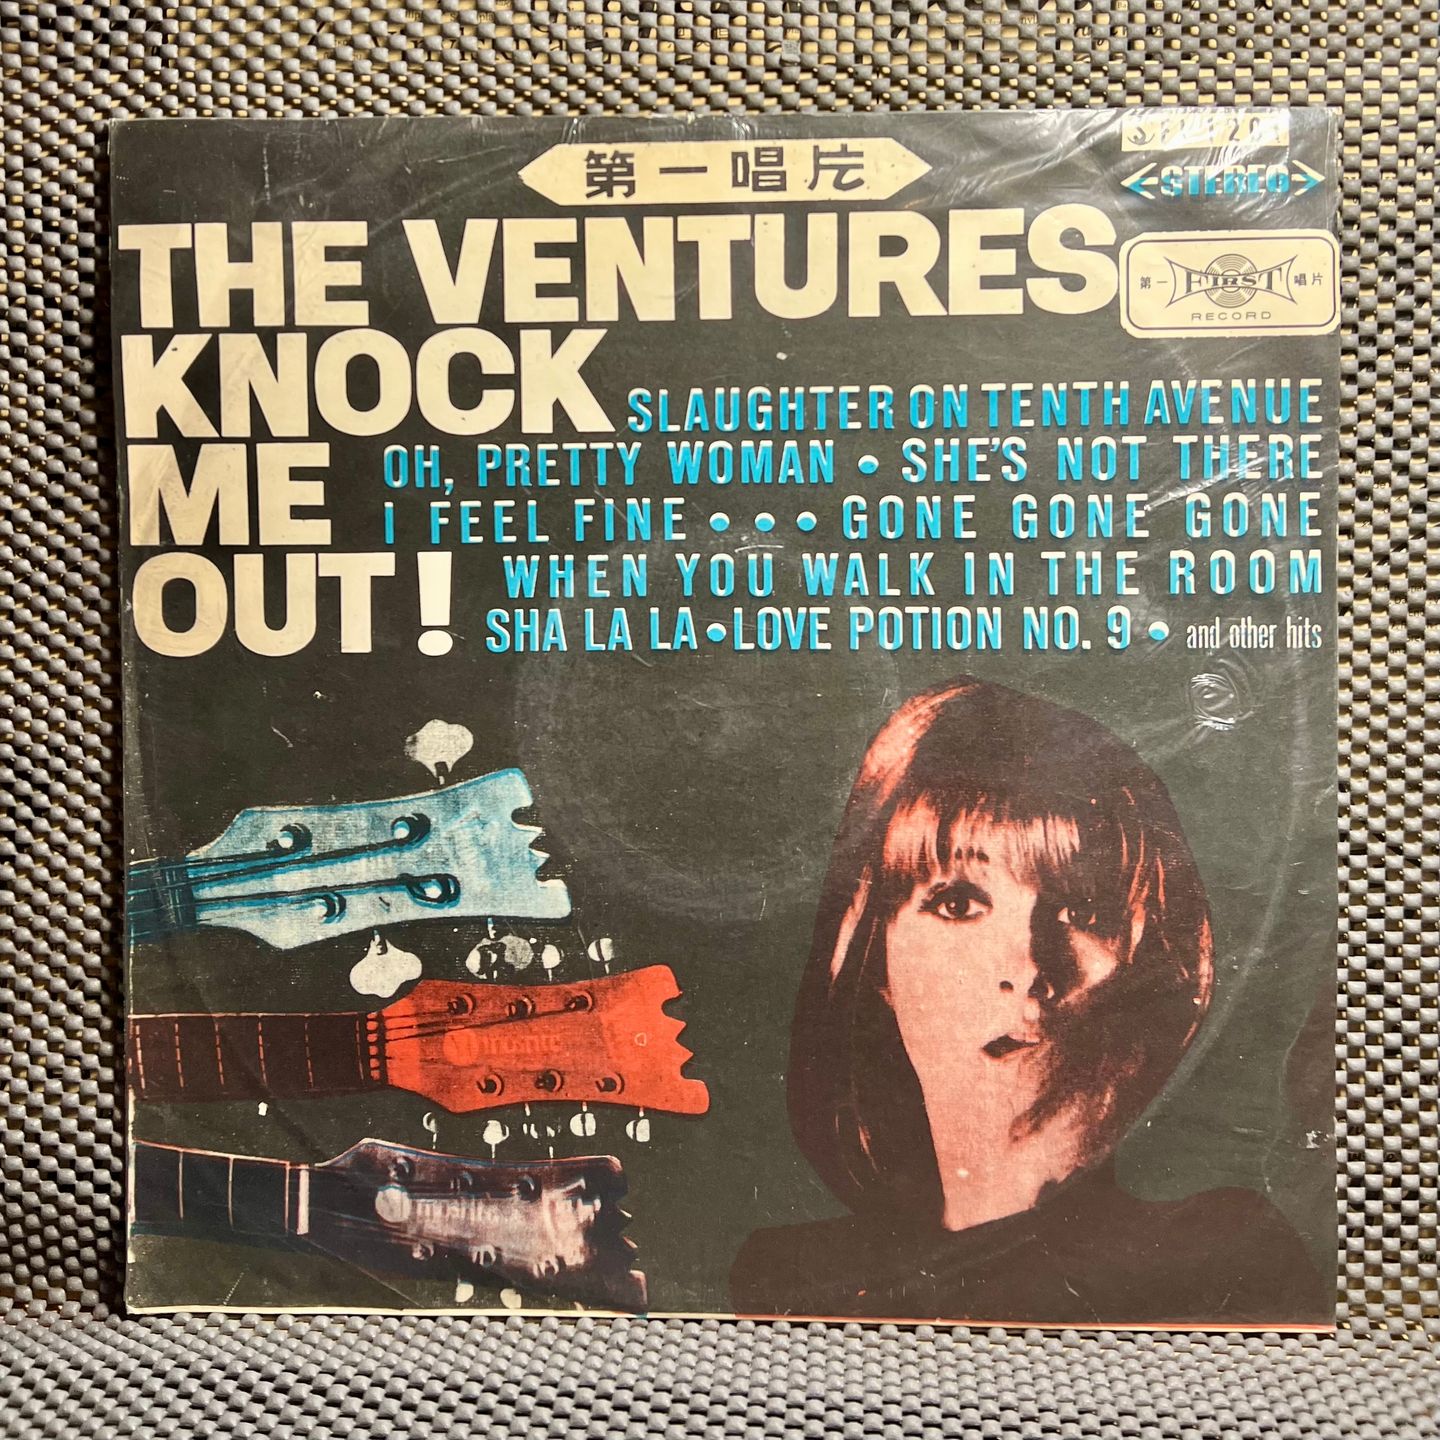 第一唱片
STEREO
THE VENTURES
第一 FIRST 唱片
RECORD
KNOCK
ME
OUT!
SLAUGHTER ON TENTH AVENUE
OH, PRETTY WOMAN • SHE'S NOT THERE
I FEEL FINE • • • GONE GONE GONE
WHEN YOU WALK IN THE ROOM
SHA LA LA • LOVE POTION NO. 9 • and other hits